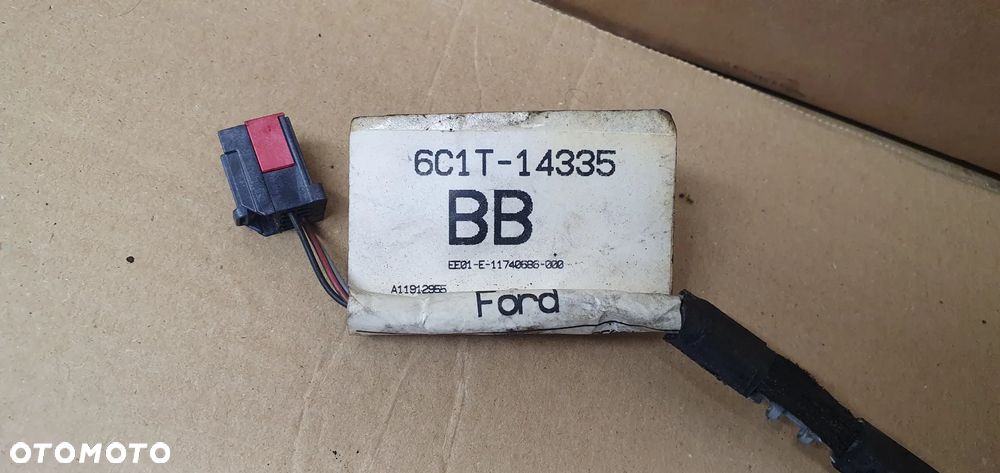 6C1T-14335
BB
EE01-E-11740686-000
A11912955
Ford
OTOMOTO